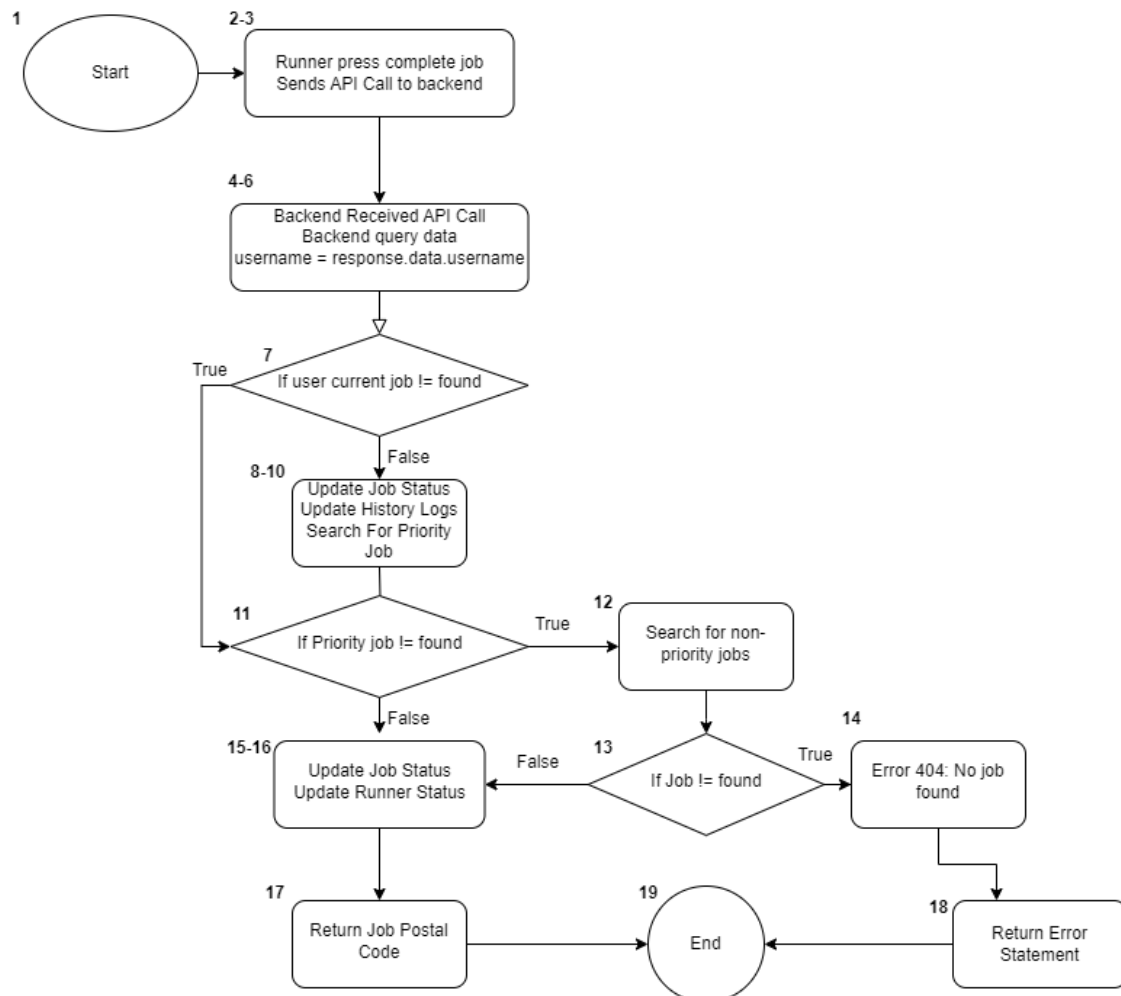 1
Start
2-3
Runner press complete job
Sends API Call to backend
4-6
Backend Received API Call
Backend query data
username = response.data.username
7
If user current job != found
True
False
8-10
Update Job Status
Update History Logs
Search For Priority
Job
11
If Priority job != found
True
12
Search for non-
priority jobs
False
15-16
Update Job Status
Update Runner Status
False
13
If Job != found
True
14
Error 404: No job
found
17
Return Job Postal
Code
19
End
18
Return Error
Statement